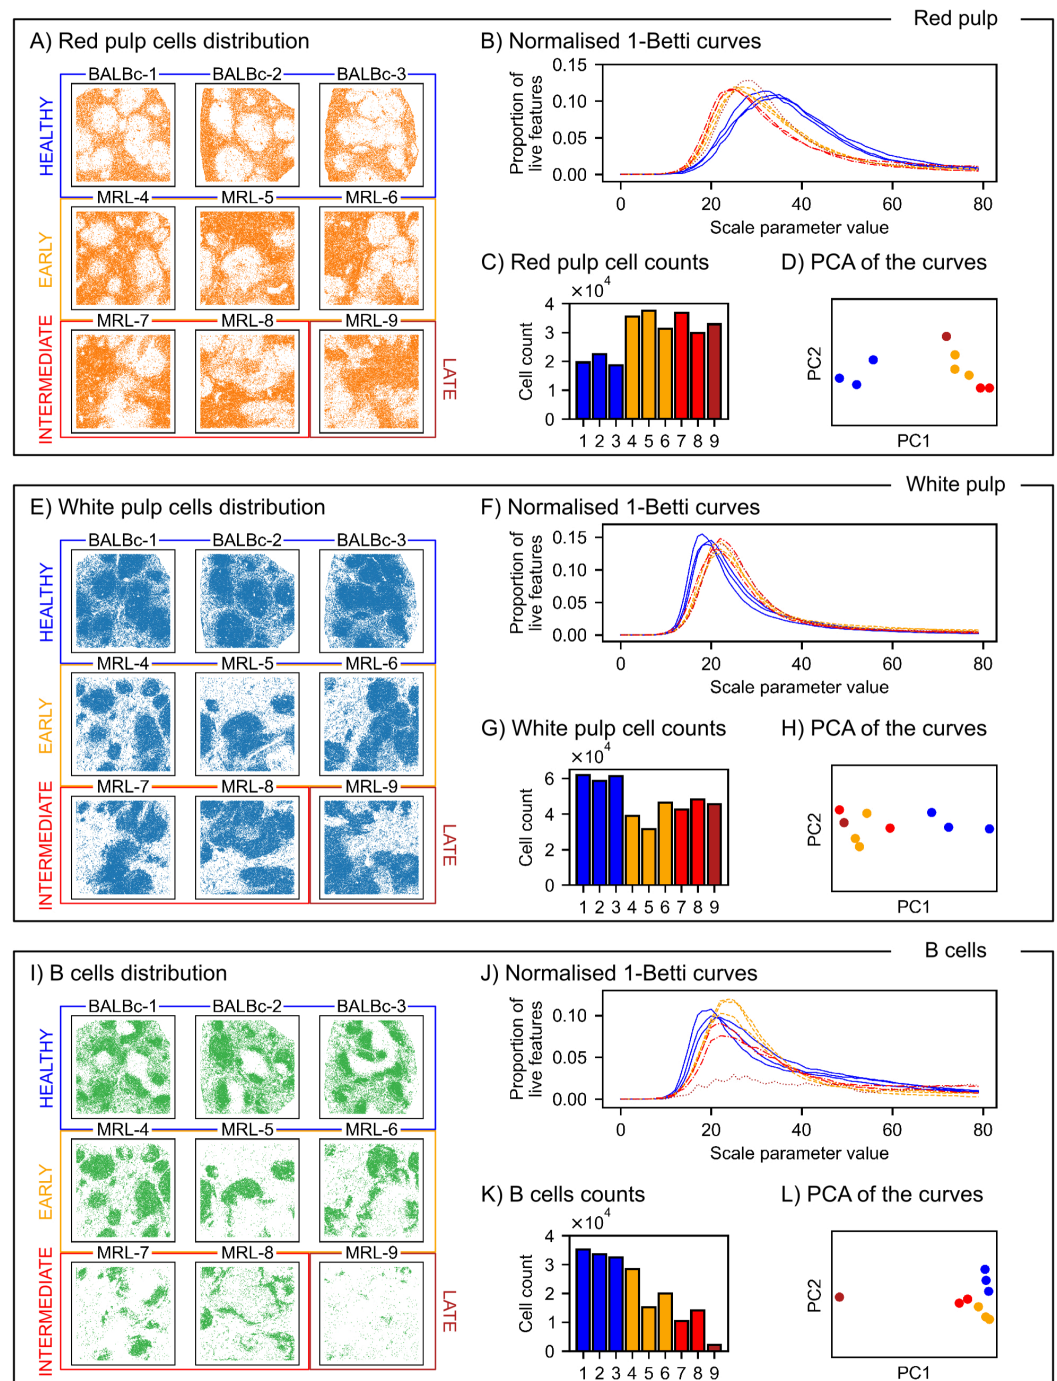 Red pulp
A) Red pulp cells distribution
BALBc-1 BALBc-2 BALBc-3
HEALTHY
MRL-4 MRL-5 MRL-6
EARLY
MRL-7 MRL-8 MRL-9
INTERMEDIATE
LATE
B) Normalised 1-Betti curves
Proportion of
live features
0.15
0.10
0.05
0.00
0 20 40 60 80
Scale parameter value
C) Red pulp cell counts
×10⁴
Cell count
4
3
2
1
0
1 2 3 4 5 6 7 8 9
D) PCA of the curves
PC2
PC1
White pulp
E) White pulp cells distribution
BALBc-1 BALBc-2 BALBc-3
HEALTHY
MRL-4 MRL-5 MRL-6
EARLY
MRL-7 MRL-8 MRL-9
INTERMEDIATE
LATE
F) Normalised 1-Betti curves
Proportion of
live features
0.15
0.10
0.05
0.00
0 20 40 60 80
Scale parameter value
G) White pulp cell counts
×10⁴
Cell count
6
4
2
0
1 2 3 4 5 6 7 8 9
H) PCA of the curves
PC2
PC1
B cells
I) B cells distribution
BALBc-1 BALBc-2 BALBc-3
HEALTHY
MRL-4 MRL-5 MRL-6
EARLY
MRL-7 MRL-8 MRL-9
INTERMEDIATE
LATE
J) Normalised 1-Betti curves
Proportion of
live features
0.10
0.05
0.00
0 20 40 60 80
Scale parameter value
K) B cells counts
×10⁴
Cell count
4
3
2
1
0
1 2 3 4 5 6 7 8 9
L) PCA of the curves
PC2
PC1